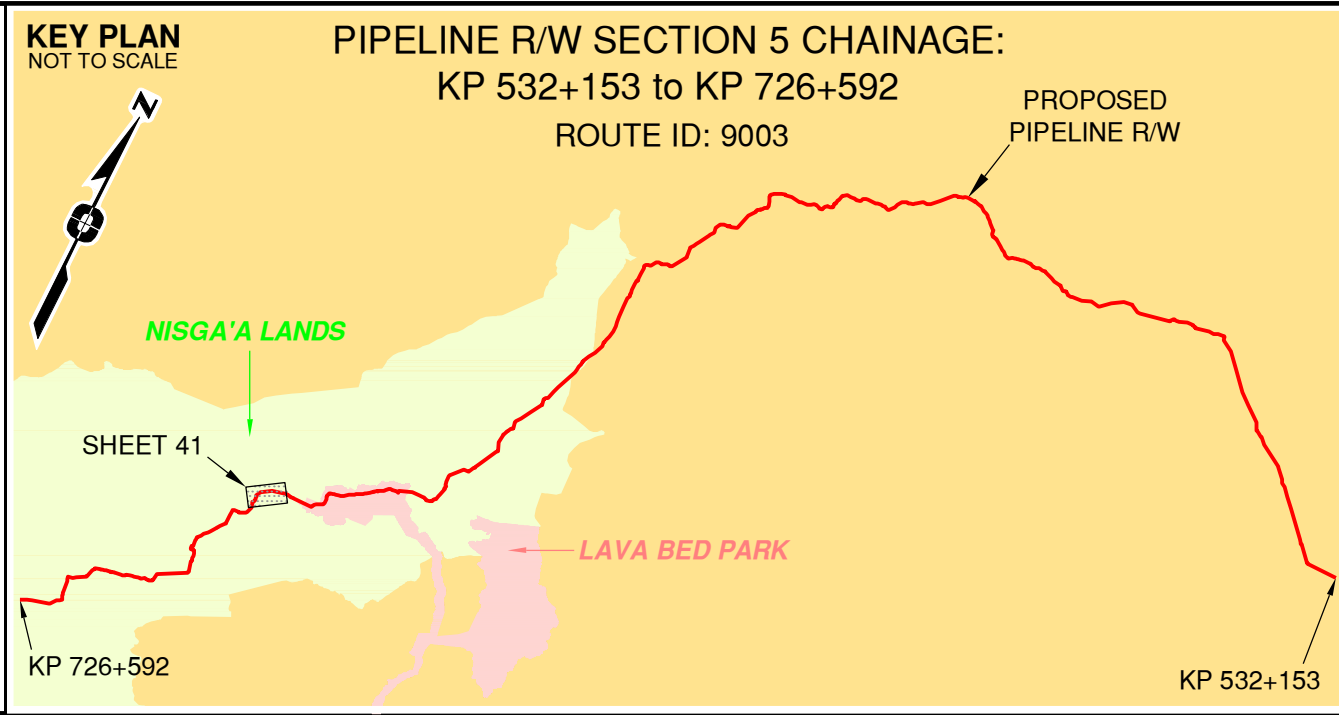 KEY PLAN
NOT TO SCALE
PIPELINE R/W SECTION 5 CHAINAGE:
KP 532+153 to KP 726+592
ROUTE ID: 9003
PROPOSED
PIPELINE R/W
N
NISGA'A LANDS
SHEET 41
LAVA BED PARK
KP 726+592
KP 532+153